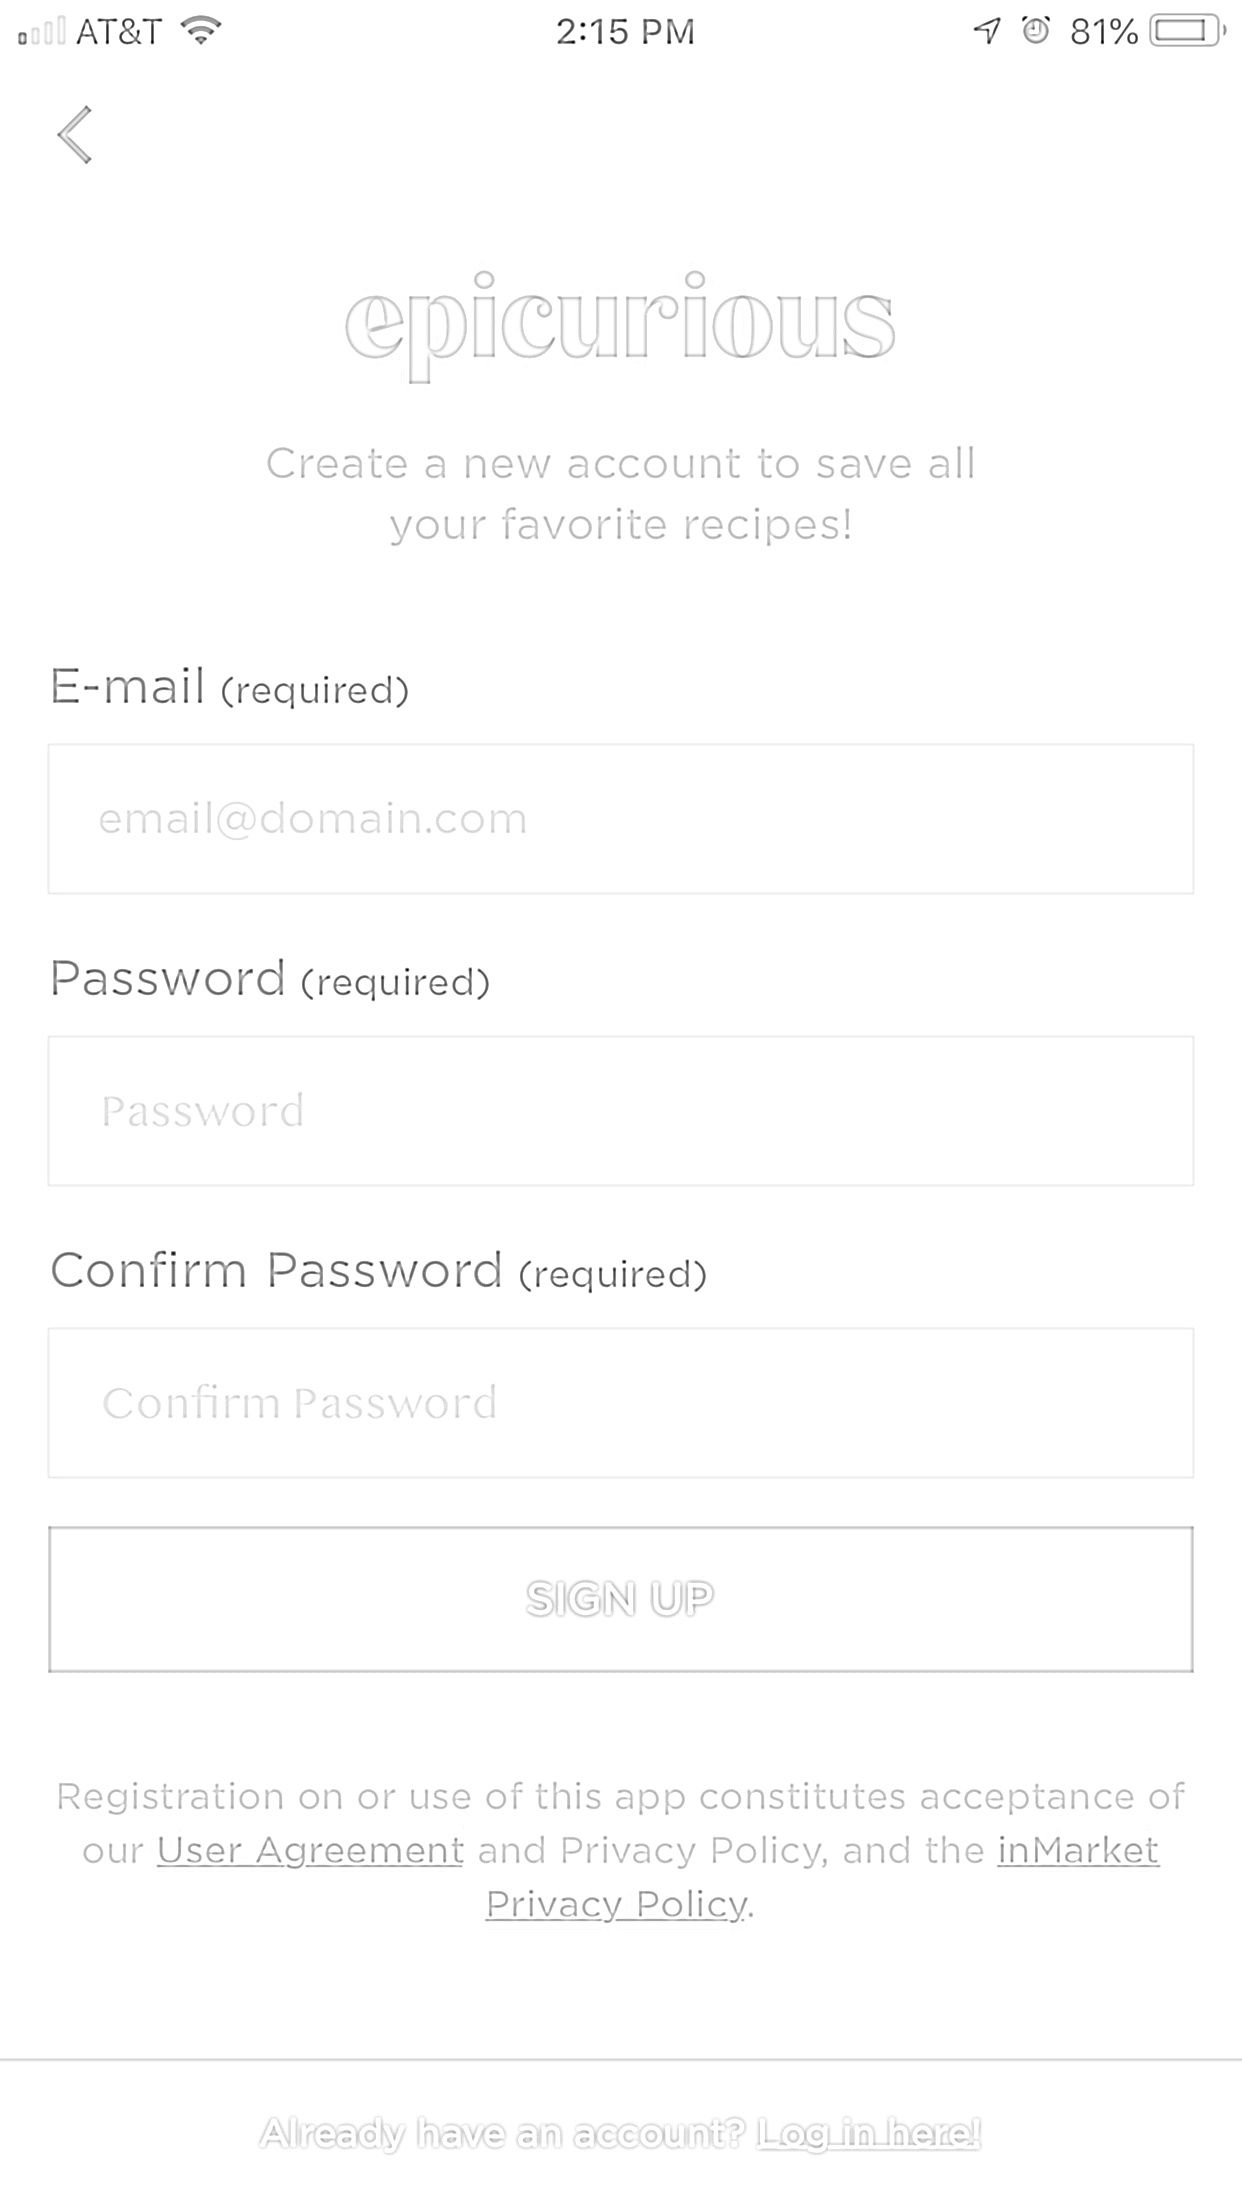 AT&T 2:15 PM 81%
epicurious
Create a new account to save all
your favorite recipes!
E-mail (required)
email@domain.com
Password (required)
Password
Confirm Password (required)
Confirm Password
SIGN UP
Registration on or use of this app constitutes acceptance of
our User Agreement and Privacy Policy, and the inMarket
Privacy Policy.
Already have an account? Log in here!